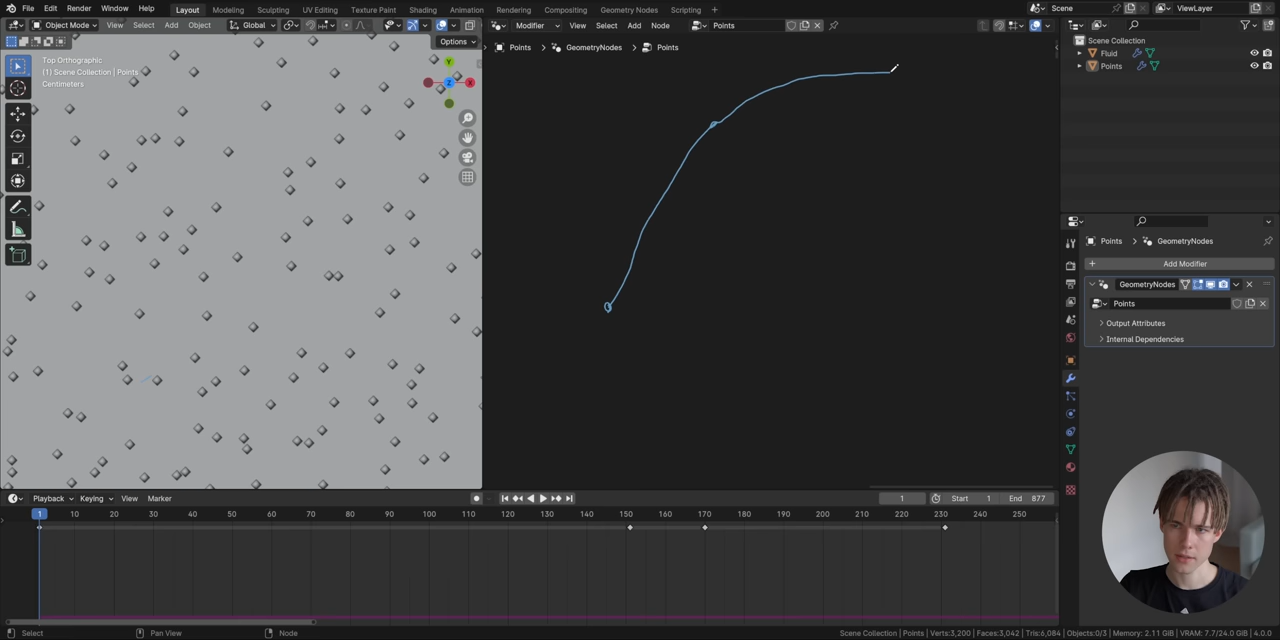 File Edit Render Window Help Layout Modeling Sculpting UV Editing Texture Paint Shading Animation Rendering Compositing Geometry Nodes Scripting + Scene ViewLayer
Object Mode View Select Add Object Global Modifier View Select Add Node Points
Options
Points GeometryNodes Points
Top Orthographic
(1) Scene Collection | Points
Centimeters
Y
Z
X
Scene Collection
Fluid
Points
Points GeometryNodes
Add Modifier
GeometryNodes
Points
Output Attributes
Internal Dependencies
Playback Keying View Marker 1 Start 1 End 877
1 10 20 30 40 50 60 70 80 90 100 110 120 130 140 150 160 170 180 190 200 210 220 230 240 250
Select Pan View Node Scene Collection | Points | Verts:3,200 | Faces:3,042 | Tris:6,084 | Objects:0/3 | Memory: 2.11 GiB | VRAM: 7.7/24.0 GiB | 4.0.0